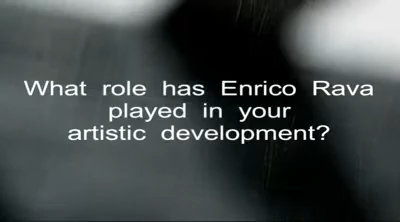 What role has Enrico Rava
played in your
artistic development?